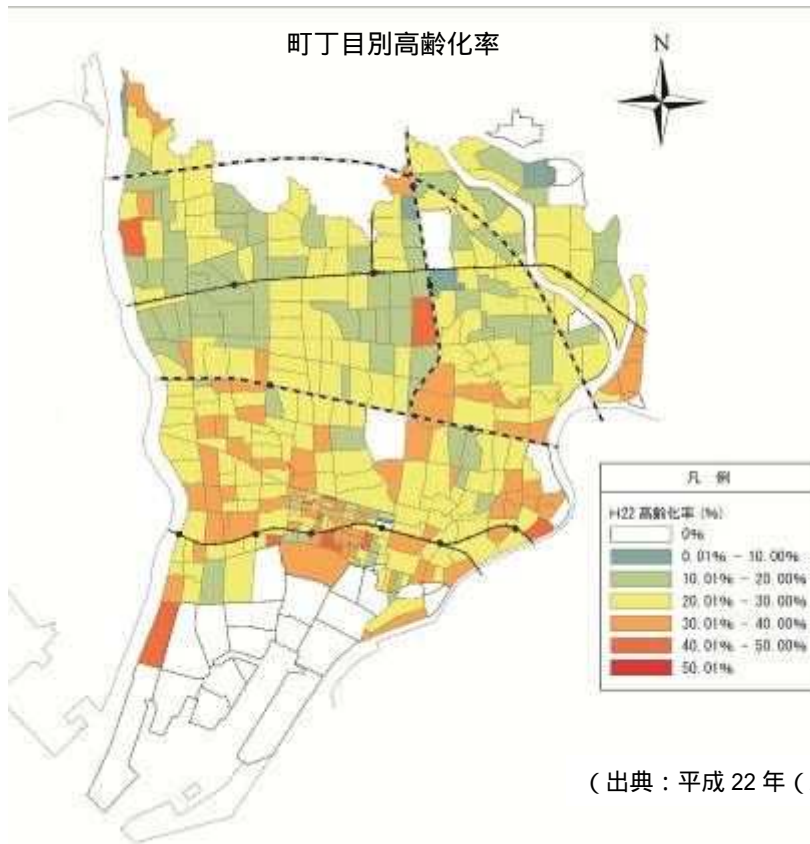 町丁目別高齢化率
N
凡 例
H22 高齢化率 (%)
0%
0.01% - 10.00%
10.01% - 20.00%
20.01% - 30.00%
30.01% - 40.00%
40.01% - 50.00%
50.01%
(出典：平成 22 年 (